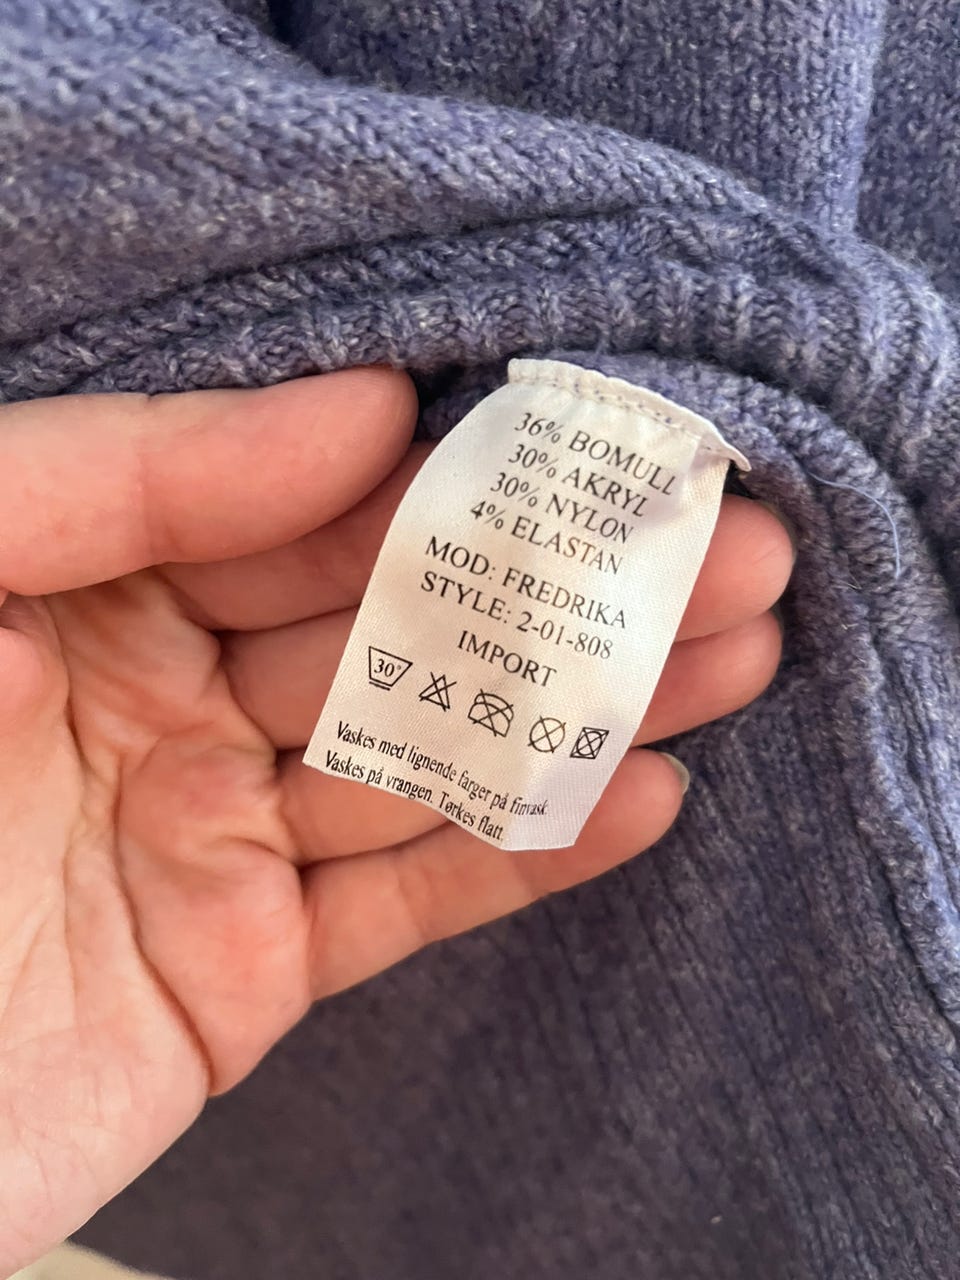 36% BOMULL
30% AKRYL
30% NYLON
4% ELASTAN
MOD: FREDRIKA
STYLE: 2-01-808
IMPORT
30°
Vaskes med lignende farger på finvask.
Vaskes på vrangen. Tørkes flatt.